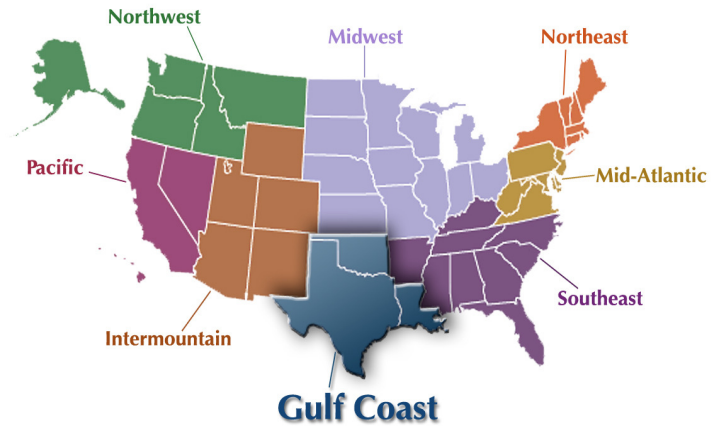 Northwest
Midwest
Northeast
Pacific
Mid-Atlantic
Southeast
Intermountain
Gulf Coast